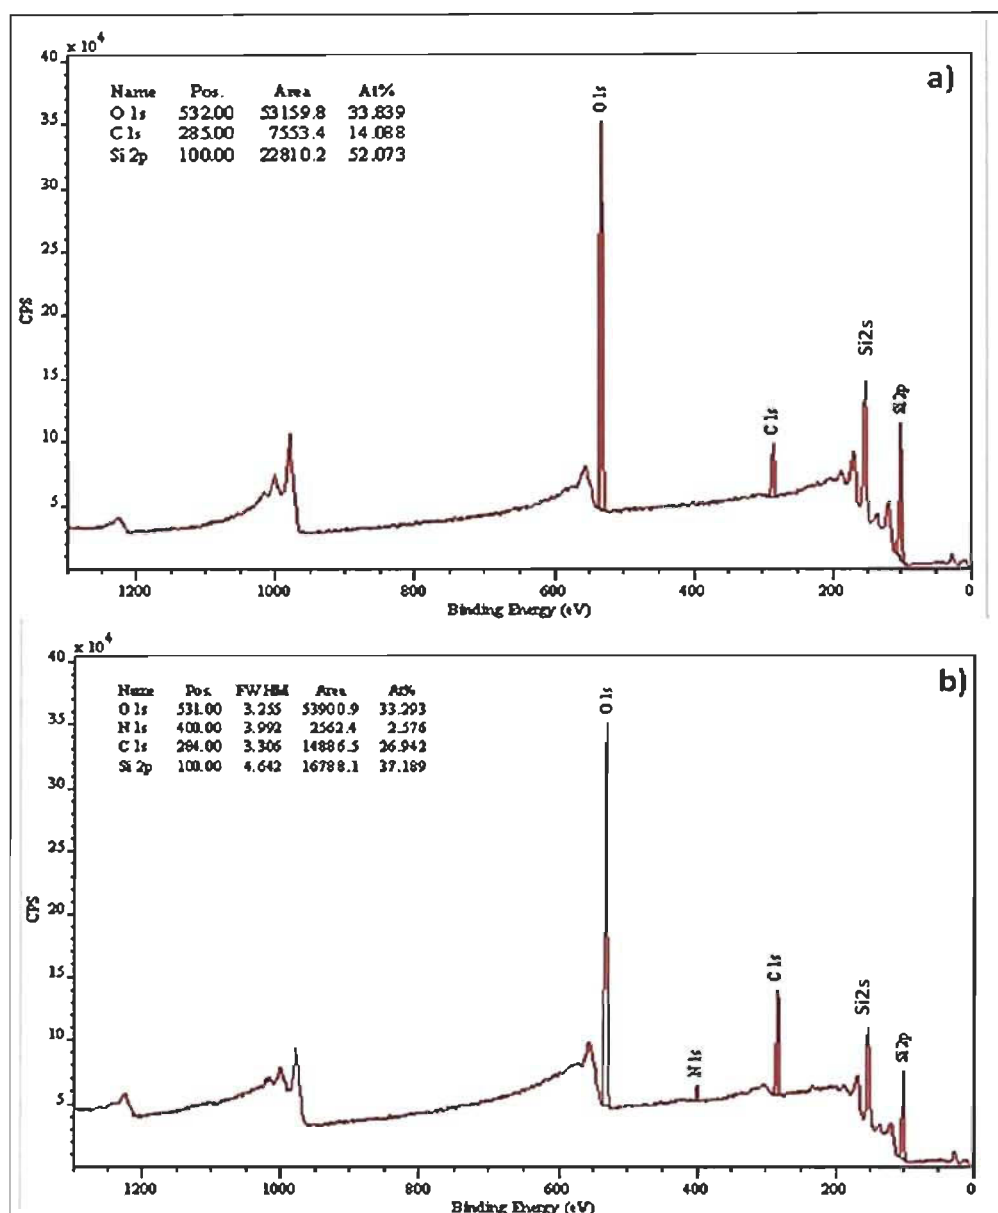 x 10⁴
a)
40
35
30
25
20
15
10
5
CPS
Name Pos. Area At%
O 1s 532.00 53159.8 33.839
C 1s 285.00 7553.4 14.088
Si 2p 100.00 22810.2 52.073
O 1s
C 1s
Si2s
Si 2p
1200 1000 800 600 400 200 0
Binding Energy (eV)
x 10⁴
b)
40
35
30
25
20
15
10
5
CPS
Name Pos. FWHM Area At%
O 1s 531.00 3.255 53900.9 33.293
N 1s 400.00 3.992 2562.4 2.576
C 1s 284.00 3.306 14886.5 26.942
Si 2p 100.00 4.642 16788.1 37.189
O 1s
N 1s
C 1s
Si2s
Si 2p
1200 1000 800 600 400 200 0
Binding Energy (eV)